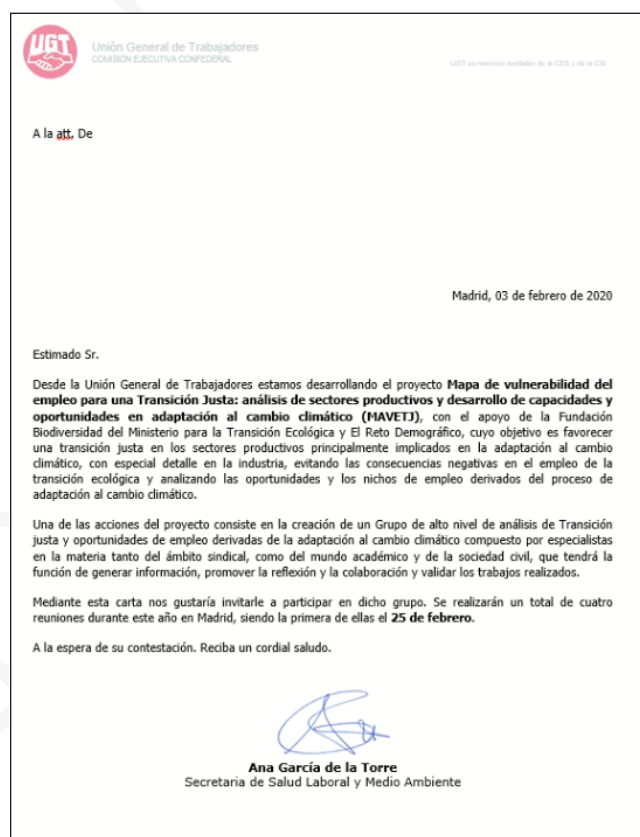 UGT
Unión General de Trabajadores
COMISIÓN EJECUTIVA CONFEDERAL
UGT es miembro fundador de la CES y de la CSI
A la att. De
Madrid, 03 de febrero de 2020
Estimado Sr.
Desde la Unión General de Trabajadores estamos desarrollando el proyecto Mapa de vulnerabilidad del
empleo para una Transición Justa: análisis de sectores productivos y desarrollo de capacidades y
oportunidades en adaptación al cambio climático (MAVETJ), con el apoyo de la Fundación
Biodiversidad del Ministerio para la Transición Ecológica y El Reto Demográfico, cuyo objetivo es favorecer
una transición justa en los sectores productivos principalmente implicados en la adaptación al cambio
climático, con especial detalle en la industria, evitando las consecuencias negativas en el empleo de la
transición ecológica y analizando las oportunidades y los nichos de empleo derivados del proceso de
adaptación al cambio climático.
Una de las acciones del proyecto consiste en la creación de un Grupo de alto nivel de análisis de Transición
justa y oportunidades de empleo derivadas de la adaptación al cambio climático compuesto por especialistas
en la materia tanto del ámbito sindical, como del mundo académico y de la sociedad civil, que tendrá la
función de generar información, promover la reflexión y la colaboración y validar los trabajos realizados.
Mediante esta carta nos gustaría invitarle a participar en dicho grupo. Se realizarán un total de cuatro
reuniones durante este año en Madrid, siendo la primera de ellas el 25 de febrero.
A la espera de su contestación. Reciba un cordial saludo.
Ana García de la Torre
Secretaria de Salud Laboral y Medio Ambiente